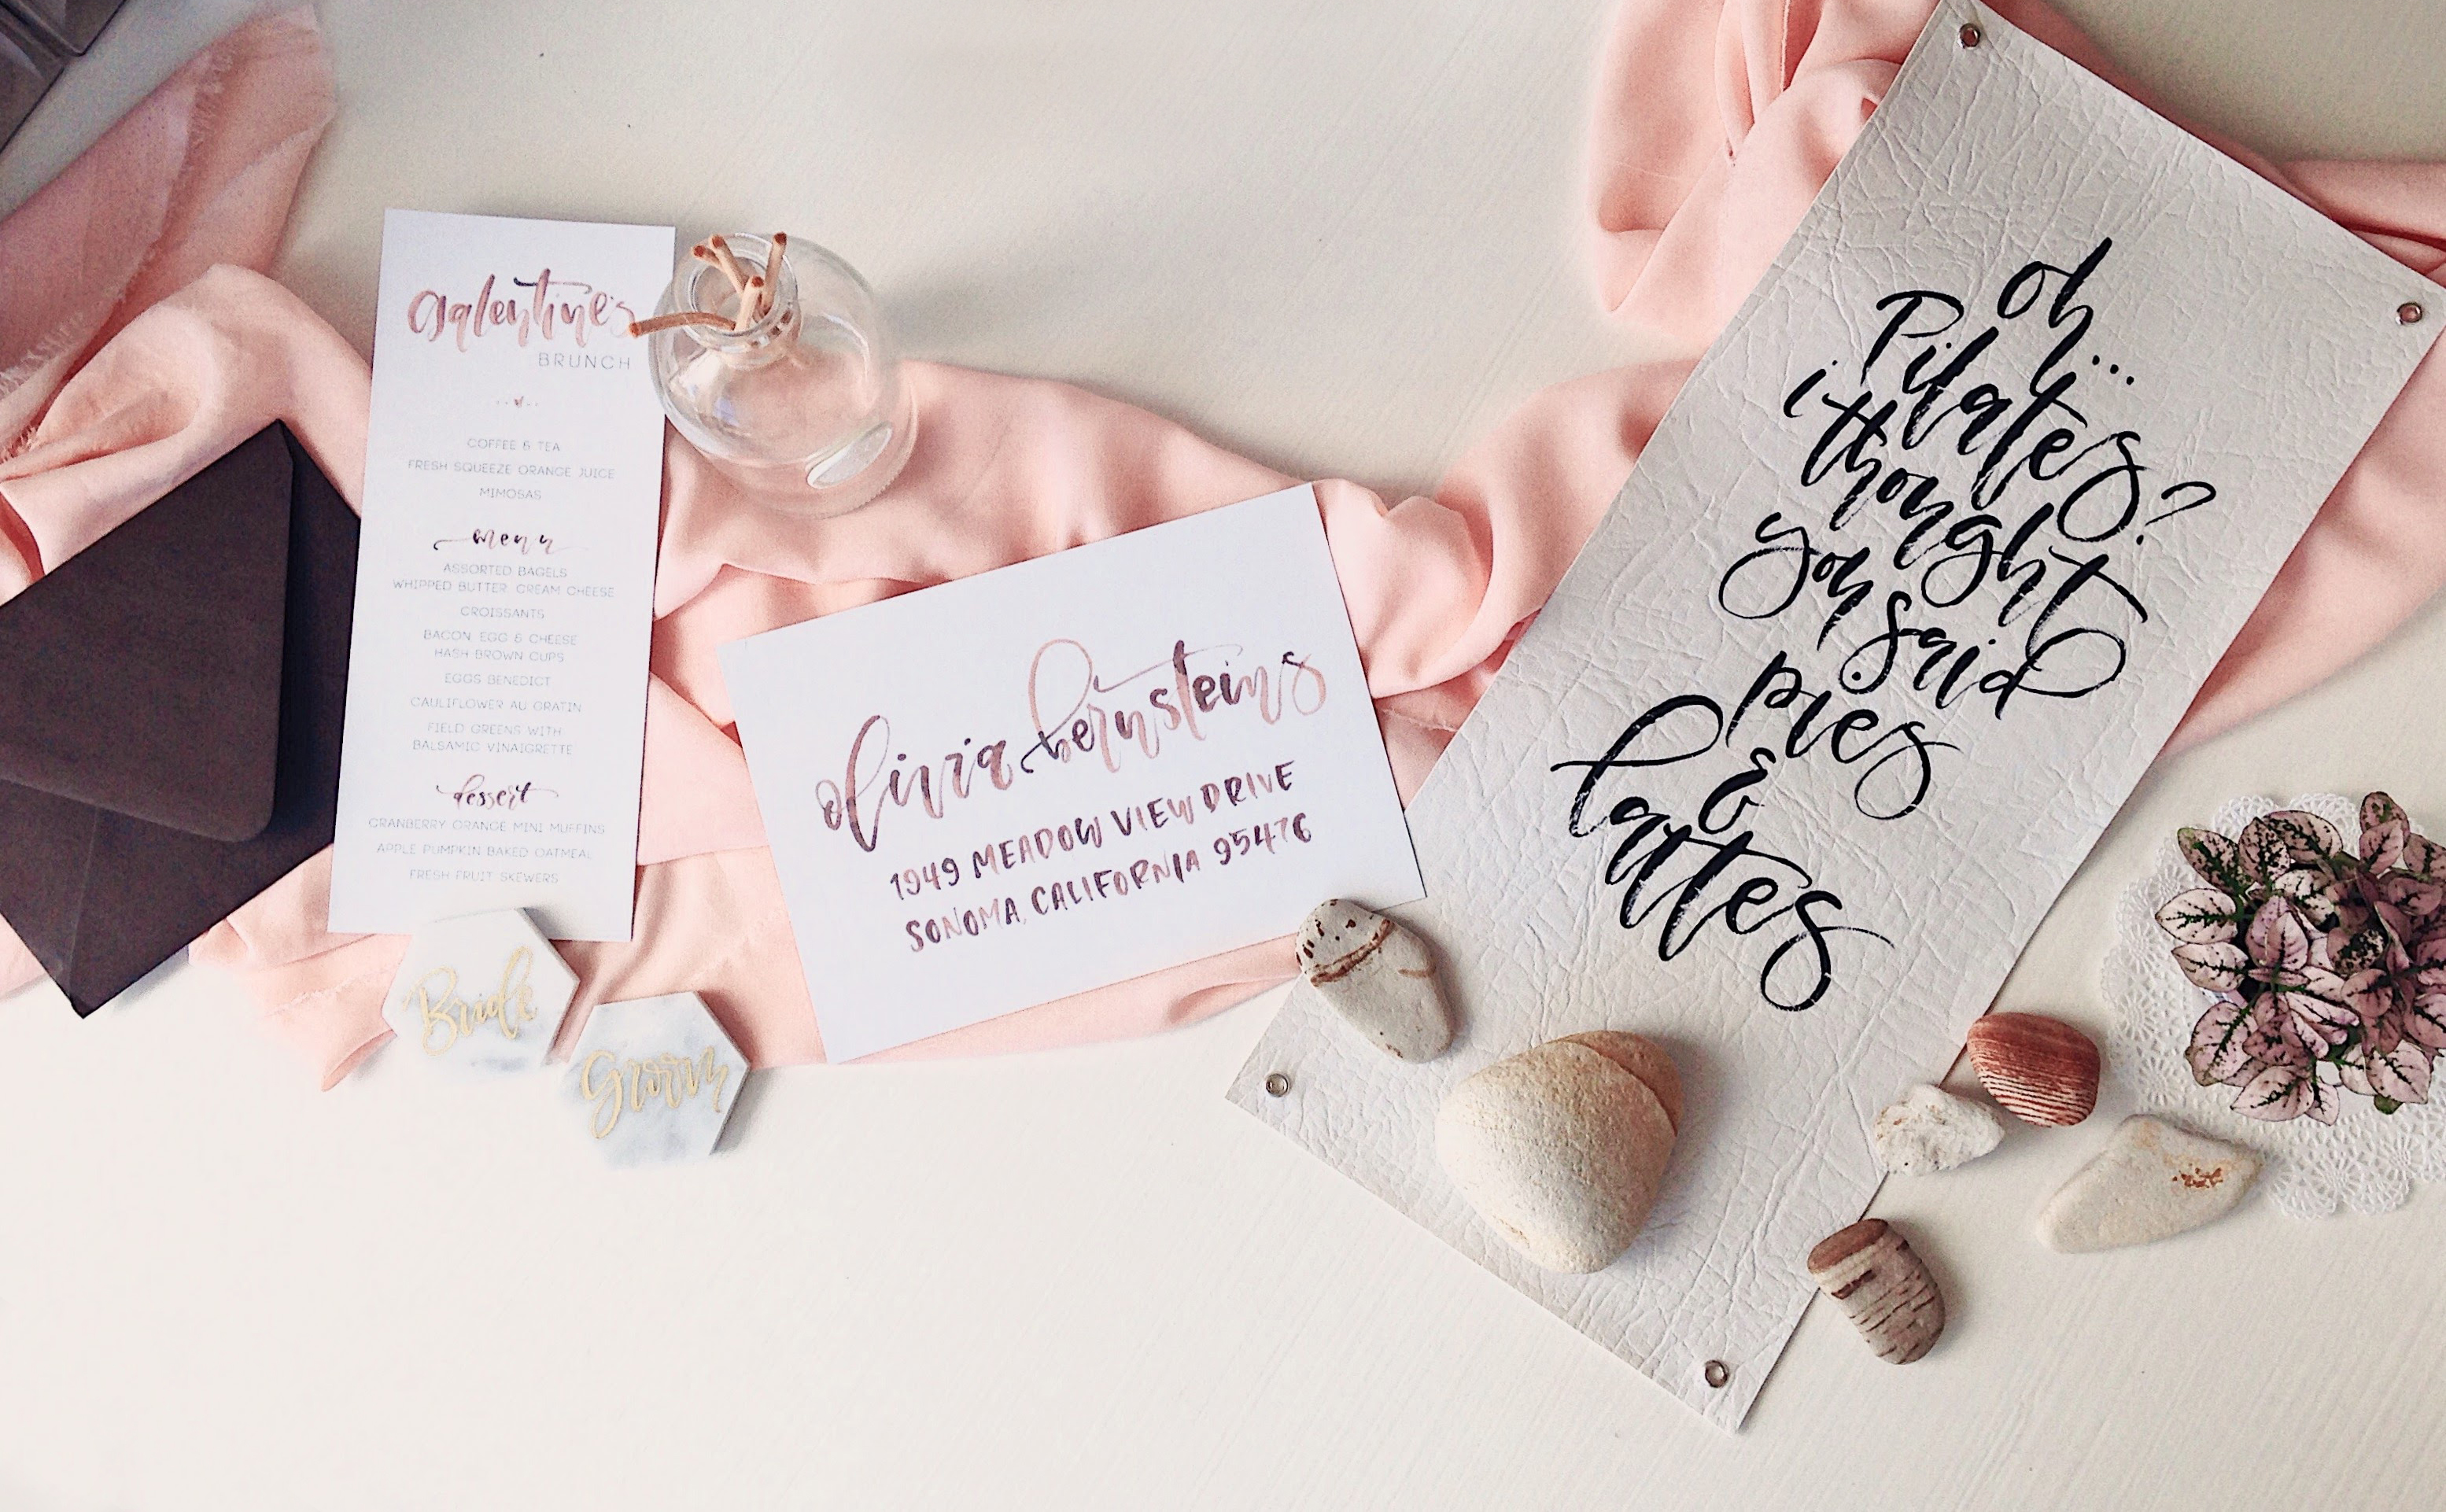 galentine's
BRUNCH
COFFEE & TEA
FRESH SQUEEZE ORANGE JUICE
MIMOSAS
menu
ASSORTED BAGELS
WHIPPED BUTTER, CREAM CHEESE
CROISSANTS
BACON, EGG & CHEESE
HASH BROWN CUPS
EGGS BENEDICT
CAULIFLOWER AU GRATIN
FIELD GREENS WITH
BALSAMIC VINAIGRETTE
dessert
CRANBERRY ORANGE MINI MUFFINS
APPLE PUMPKIN BAKED OATMEAL
FRESH FRUIT SKEWERS
Bride
Groom
olivia bernsteins
1949 MEADOW VIEW DRIVE
SONOMA, CALIFORNIA 95476
oh...
Pilates?
i thought
you said
pies
&
lattes